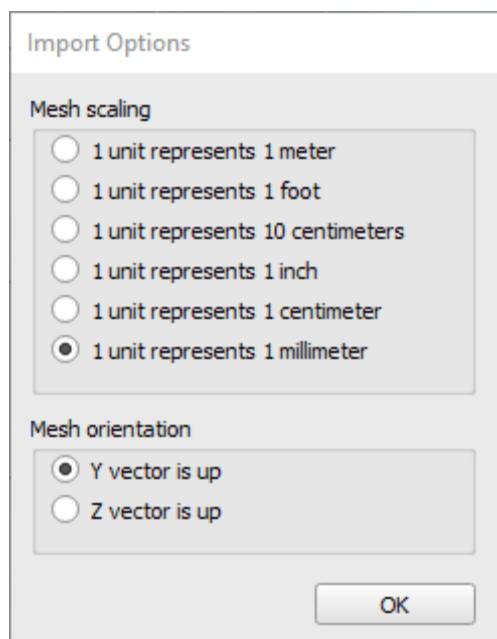 Import Options
Mesh scaling
1 unit represents 1 meter
1 unit represents 1 foot
1 unit represents 10 centimeters
1 unit represents 1 inch
1 unit represents 1 centimeter
1 unit represents 1 millimeter
Mesh orientation
Y vector is up
Z vector is up
OK